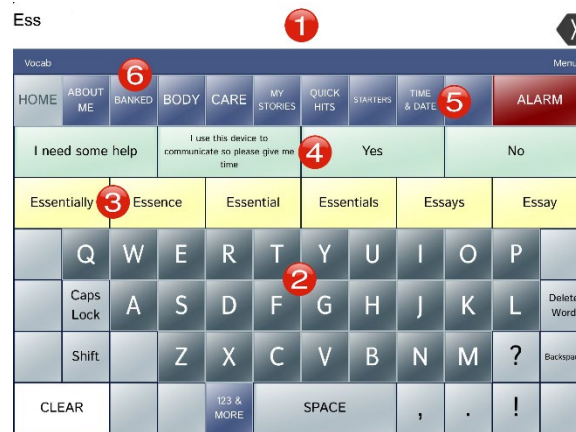 Ess
1
Vocab
Menu
6
HOME
ABOUT
ME
BANKED
BODY
CARE
MY
STORIES
QUICK
HITS
STARTERS
TIME
& DATE
5
ALARM
I need some help
I use this device to
communicate so please give me
time
4
Yes
No
Essentially
3
Essence
Essential
Essentials
Essays
Essay
Q W E R T Y U I O P
2
Caps
Lock
A S D F G H J K L
Delete
Word
Shift
Z X C V B N M ?
Backspace
CLEAR
123 &
MORE
SPACE
, . !